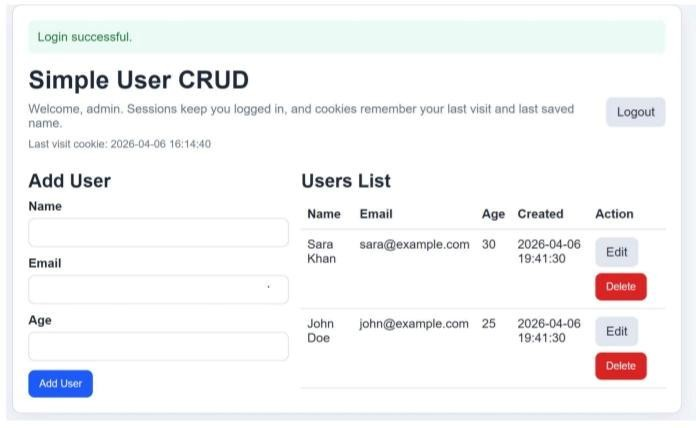 Login successful.
Simple User CRUD
Welcome, admin. Sessions keep you logged in, and cookies remember your last visit and last saved
name.
Logout
Last visit cookie: 2026-04-06 16:14:40
Add User
Name
Email
Age
Add User
Users List
Name Email Age Created Action
Sara sara@example.com 30 2026-04-06 Edit
Khan 19:41:30
Delete
John john@example.com 25 2026-04-06 Edit
Doe 19:41:30
Delete